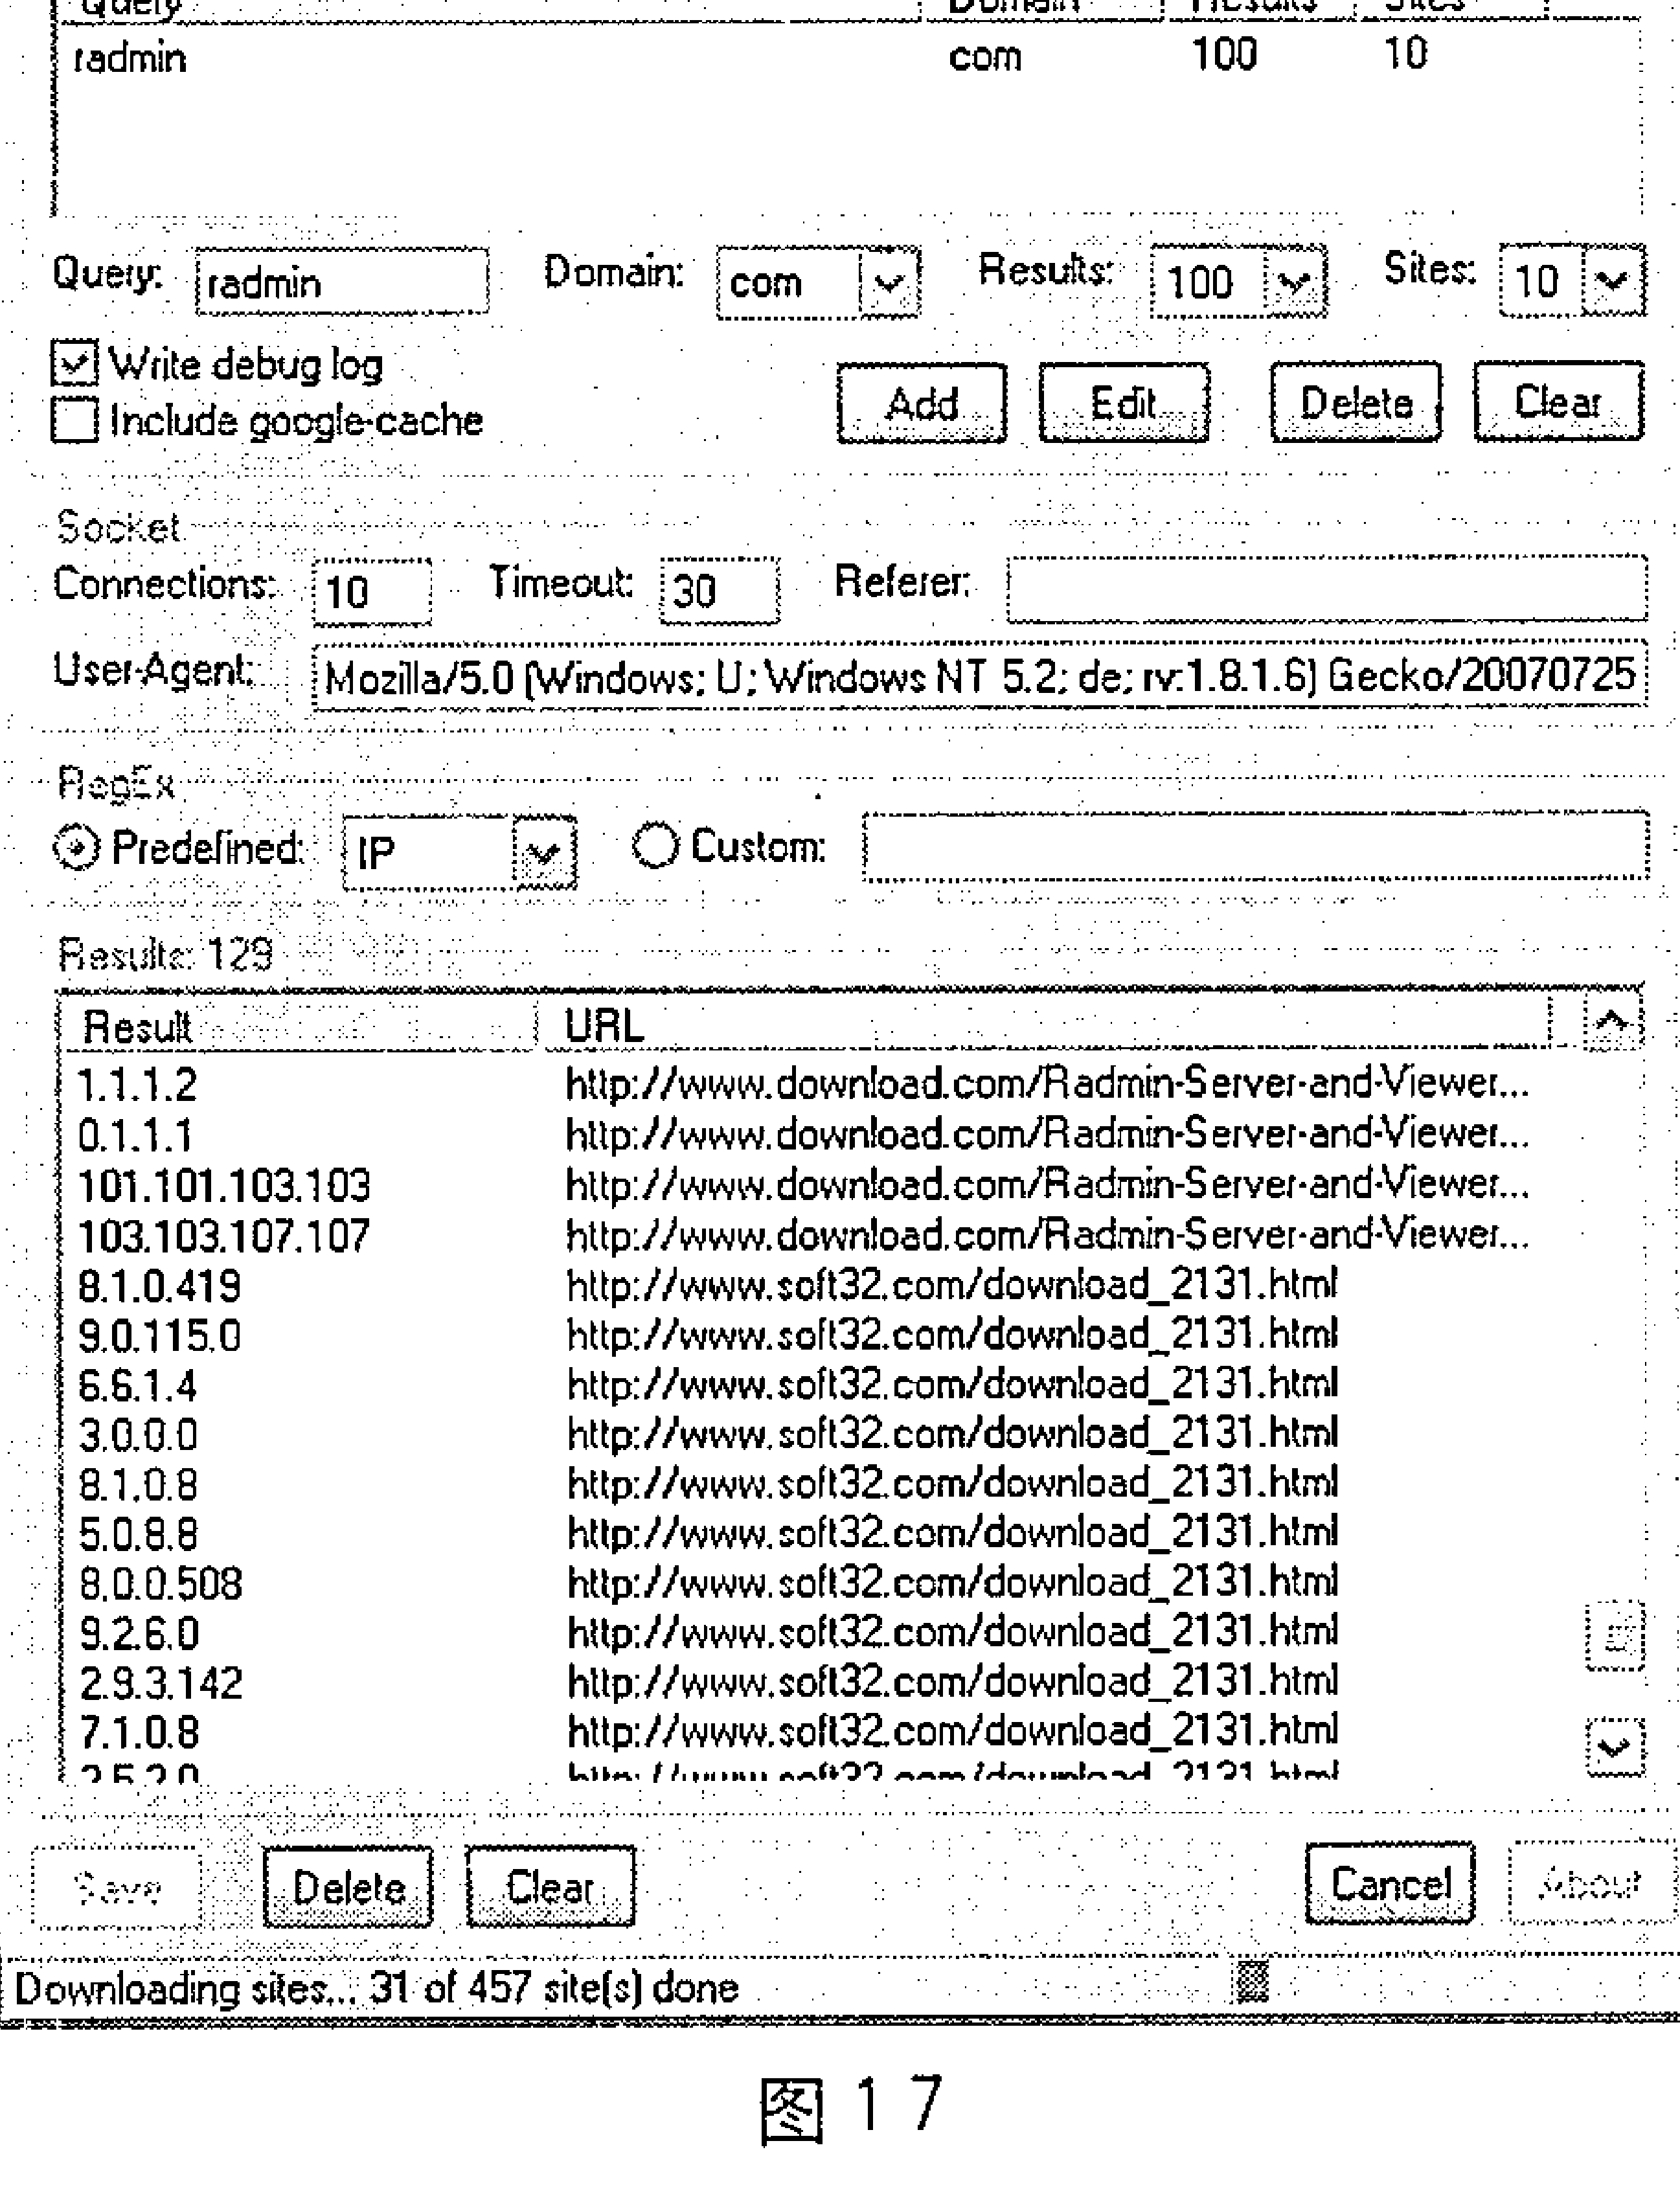 Query Domain Results Sites
radmin com 100 10
Query: radmin Domain: com Results: 100 Sites: 10
Write debug log
Include google-cache
Add Edit Delete Clear
Socket
Connections: 10 Timeout: 30 Referer:
User-Agent: Mozilla/5.0 (Windows; U; Windows NT 5.2; de; rv:1.8.1.6) Gecko/20070725
RegEx
Predefined: IP Custom:
Results: 129
Result URL
1.1.1.2 http://www.download.com/Radmin-Server-and-Viewer...
0.1.1.1 http://www.download.com/Radmin-Server-and-Viewer...
101.101.103.103 http://www.download.com/Radmin-Server-and-Viewer...
103.103.107.107 http://www.download.com/Radmin-Server-and-Viewer...
8.1.0.419 http://www.soft32.com/download_2131.html
9.0.115.0 http://www.soft32.com/download_2131.html
6.6.1.4 http://www.soft32.com/download_2131.html
3.0.0.0 http://www.soft32.com/download_2131.html
8.1.0.8 http://www.soft32.com/download_2131.html
5.0.8.8 http://www.soft32.com/download_2131.html
8.0.0.508 http://www.soft32.com/download_2131.html
9.2.6.0 http://www.soft32.com/download_2131.html
2.9.3.142 http://www.soft32.com/download_2131.html
7.1.0.8 http://www.soft32.com/download_2131.html
http://www.soft32.com/download_2131.html
Save Delete Clear Cancel About
Downloading sites... 31 of 457 site(s) done
图17